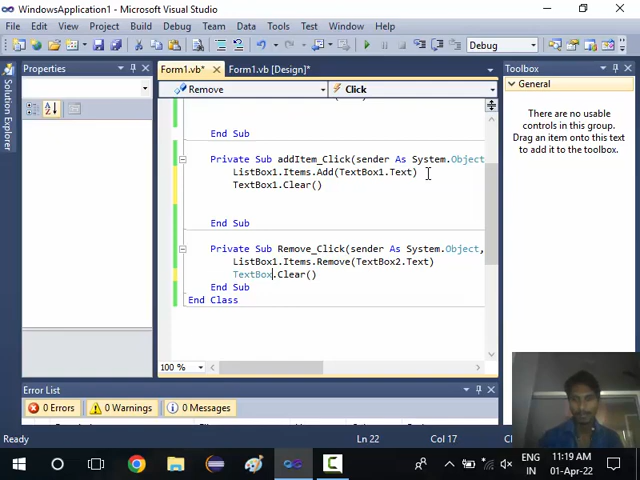 WindowsApplication1 - Microsoft Visual Studio
File Edit View Project Build Debug Team Data Tools Architecture Test Analyze Window Help
Debug
Solution Explorer
Properties
Form1.vb* Form1.vb [Design]*
Toolbox
Remove Click
General
There are no usable
controls in this group.
Drag an item onto this
text to add it to the
toolbox.
End Sub
Private Sub addItem_Click(sender As System.Object
ListBox1.Items.Add(TextBox1.Text)
TextBox1.Clear()
End Sub
Private Sub Remove_Click(sender As System.Object,
ListBox1.Items.Remove(TextBox2.Text)
TextBox.Clear()
End Sub
End Class
100 %
Error List
0 Errors 0 Warnings 0 Messages
Ready Ln 22 Col 17
ENG 11:19 AM
IN 01-Apr-22